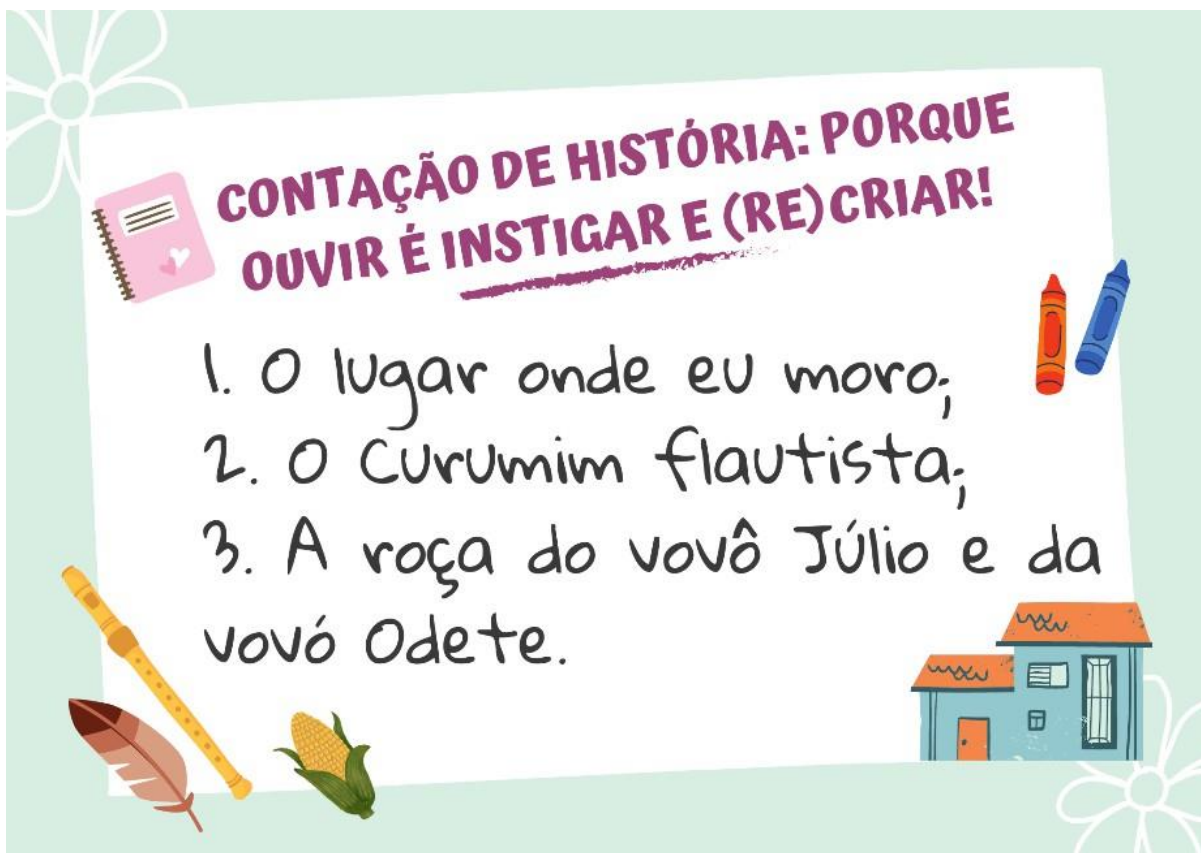 CONTAÇÃO DE HISTÓRIA: PORQUE
OUVIR É INSTIGAR E (RE)CRIAR!
1. O lugar onde eu moro;
2. O Curumim flautista;
3. A roça do vovô Júlio e da
vovó Odete.